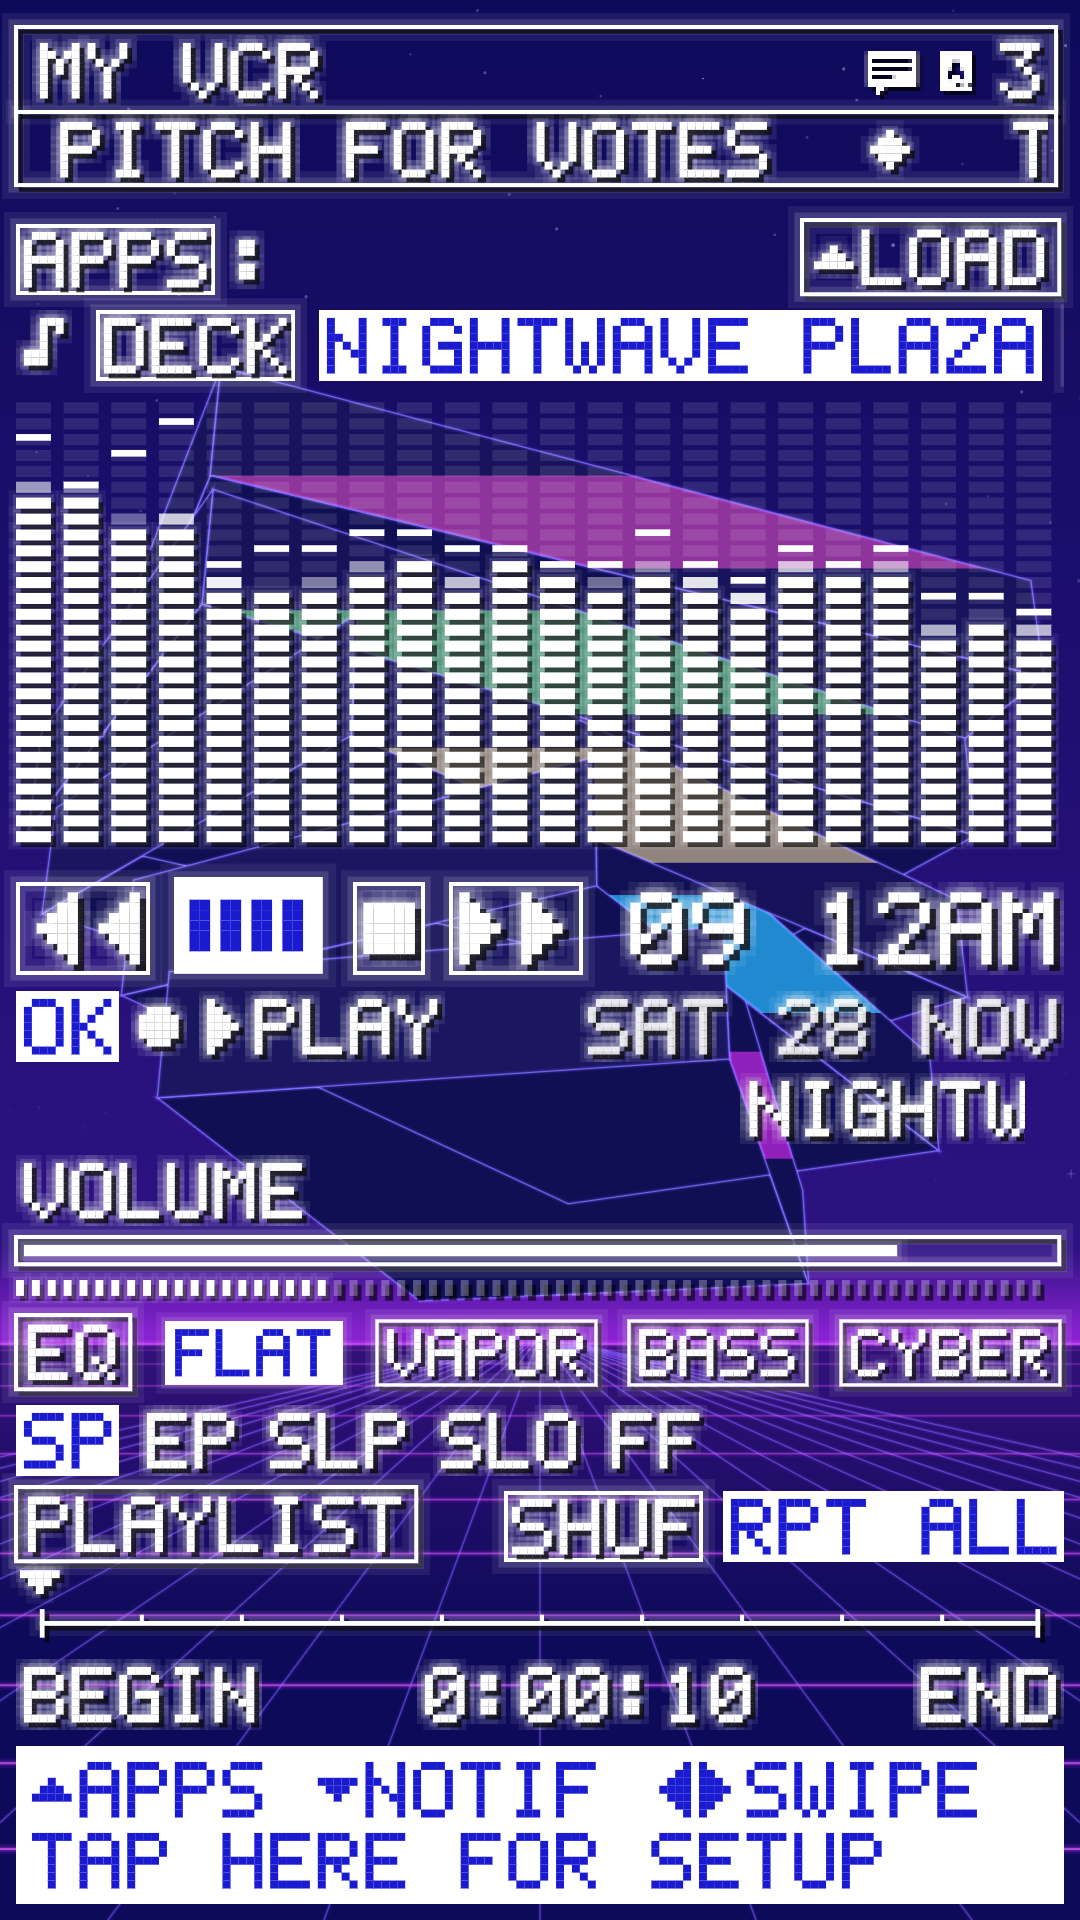 MY VCR 3
PITCH FOR VOTES ◆ T
APPS: ▲LOAD
♪ DECK NIGHTWAVE PLAZA
09 12AM
OK ● ▶PLAY SAT 28 NOV
NIGHTW
VOLUME
EQ FLAT VAPOR BASS CYBER
SP EP SLP SLO FF
PLAYLIST SHUF RPT ALL
BEGIN 0:00:10 END
▲APPS ▼NOTIF ◀▶SWIPE
TAP HERE FOR SETUP